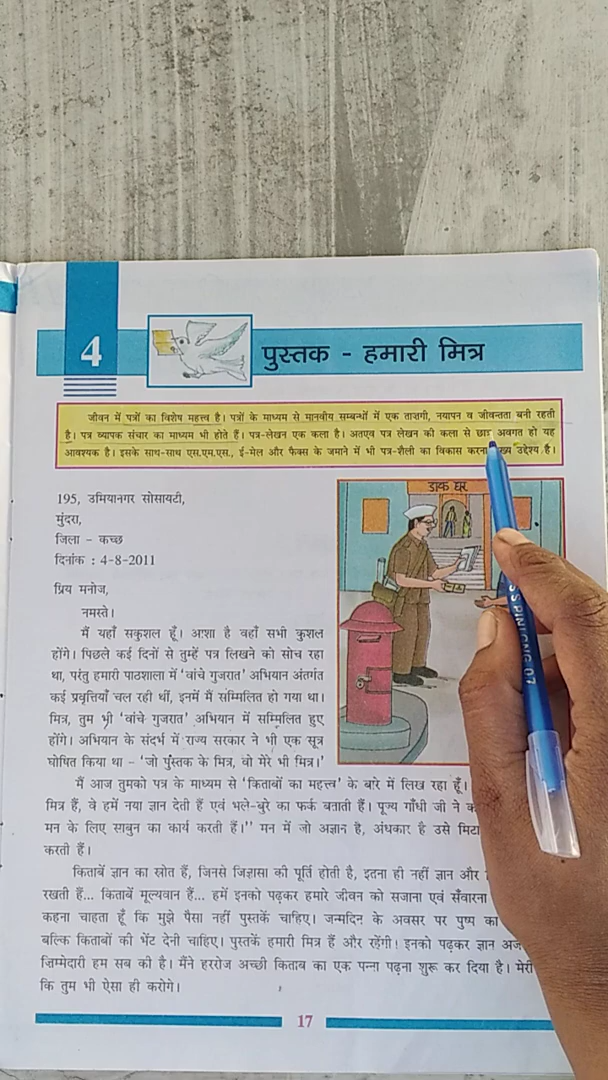 4
पुस्तक - हमारी मित्र
जीवन में पत्रों का विशेष महत्त्व है। पत्रों के माध्यम से मानवीय सम्बन्धों में एक ताज़गी, नयापन व जीवन्तता बनी रहती
है। पत्र व्यापक संचार का माध्यम भी होते हैं। पत्र-लेखन एक कला है। अतएव पत्र लेखन की कला से छात्र अवगत हो यह
आवश्यक है। इसके साथ-साथ एस.एम.एस., ई-मेल और फैक्स के जमाने में भी पत्र-शैली का विकास करना उद्देश्य है।
डाक घर
195, उमियानगर सोसायटी,
मुंदरा,
जिला - कच्छ
दिनांक : 4-8-2011
प्रिय मनोज,
नमस्ते।
मैं यहाँ सकुशल हूँ। आशा है वहाँ सभी कुशल
होंगे। पिछले कई दिनों से तुम्हें पत्र लिखने को सोच रहा
था, परंतु हमारी पाठशाला में 'वांचे गुजरात' अभियान अंतर्गत
कई प्रवृत्तियाँ चल रही थीं, इनमें मैं सम्मिलित हो गया था।
मित्र, तुम भी 'वांचे गुजरात' अभियान में सम्मिलित हुए
होंगे। अभियान के संदर्भ में राज्य सरकार ने भी एक सूत्र
घोषित किया था - 'जो पुस्तक के मित्र, वो मेरे भी मित्र।'
मैं आज तुमको पत्र के माध्यम से 'किताबों का महत्त्व' के बारे में लिख रहा हूँ।
मित्र हैं, वे हमें नया ज्ञान देती हैं एवं भले-बुरे का फर्क बताती हैं। पूज्य गाँधी जी ने
मन के लिए साबुन का कार्य करती हैं।'' मन में जो अज्ञान है, अंधकार है उसे
करती हैं।
किताबें ज्ञान का स्रोत हैं, जिनसे जिज्ञासा की पूर्ति होती है, इतना ही नहीं ज्ञान और
रखती हैं... किताबें मूल्यवान हैं... हमें इनको पढ़कर हमारे जीवन को सजाना एवं सँवारना
कहना चाहता हूँ कि मुझे पैसा नहीं पुस्तकें चाहिए। जन्मदिन के अवसर पर पुष्प का
बल्कि किताबों की भेंट देनी चाहिए। पुस्तकें हमारी मित्र हैं और रहेंगी! इनको पढ़कर ज्ञान
ज़िम्मेदारी हम सब की है। मैंने हररोज अच्छी किताब का एक पन्ना पढ़ना शुरू कर दिया है। मेरी
कि तुम भी ऐसा ही करोगे।
17